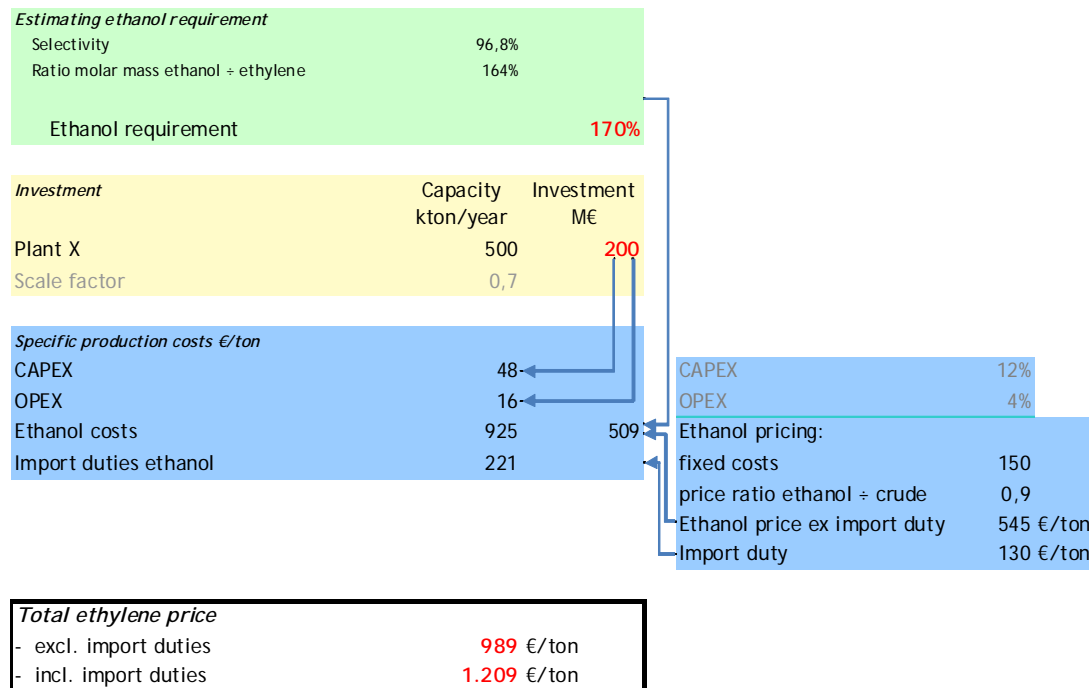 Estimating ethanol requirement
Selectivity 96,8%
Ratio molar mass ethanol ÷ ethylene 164%
Ethanol requirement 170%
Investment Capacity Investment
kton/year M€
Plant X 500 200
Scale factor 0,7
Specific production costs €/ton
CAPEX 48 CAPEX 12%
OPEX 16 OPEX 4%
Ethanol costs 925 509 Ethanol pricing:
Import duties ethanol 221 fixed costs 150
price ratio ethanol ÷ crude 0,9
Ethanol price ex import duty 545 €/ton
Import duty 130 €/ton
Total ethylene price
- excl. import duties 989 €/ton
- incl. import duties 1.209 €/ton